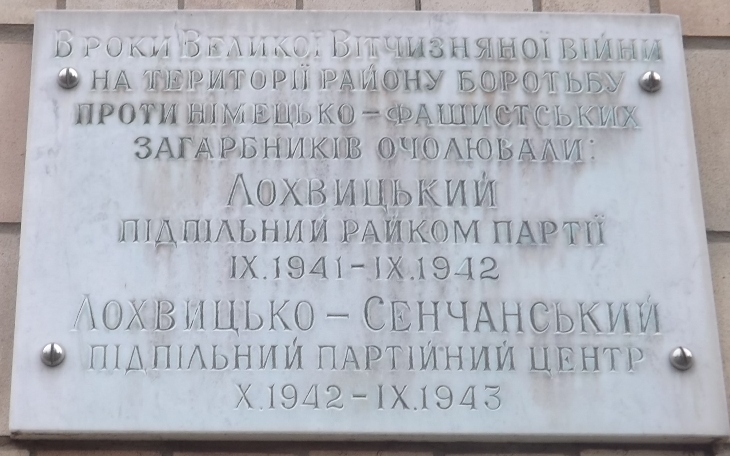 В роки Великої Вітчизняної війни
на території району боротьбу
проти німецько-фашистських
загарбників очолювали:
Лохвицький
підпільний райком партії
IX.1941-IX.1942
Лохвицько-Сенчанський
підпільний партійний центр
X.1942-IX.1943